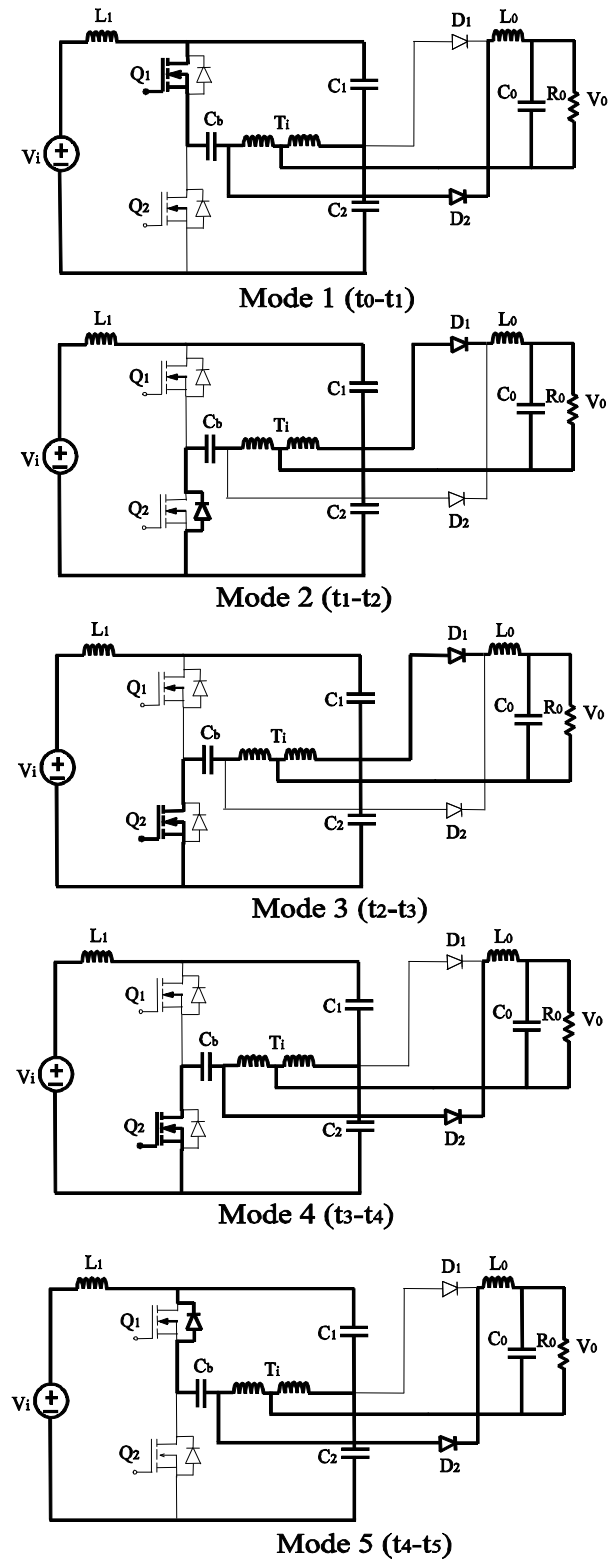 L1
D1
L0
Q1
C1
C0
R0
V0
Cb
Ti
Vi
Q2
C2
D2
Mode 1 (t0-t1)
L1
D1
L0
Q1
C1
C0
R0
V0
Cb
Ti
Vi
Q2
C2
D2
Mode 2 (t1-t2)
L1
D1
L0
Q1
C1
C0
R0
V0
Cb
Ti
Vi
Q2
C2
D2
Mode 3 (t2-t3)
L1
D1
L0
Q1
C1
C0
R0
V0
Cb
Ti
Vi
Q2
C2
D2
Mode 4 (t3-t4)
L1
D1
L0
Q1
C1
C0
R0
V0
Cb
Ti
Vi
Q2
C2
D2
Mode 5 (t4-t5)